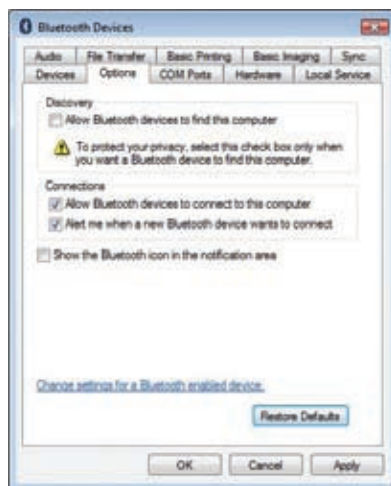 Bluetooth Devices
Audio File Transfer Basic Printing Basic Imaging Sync
Devices Options COM Ports Hardware Local Service
Discovery
Allow Bluetooth devices to find this computer
To protect your privacy, select this check box only when
you want a Bluetooth device to find this computer.
Connections
Allow Bluetooth devices to connect to this computer
Alert me when a new Bluetooth device wants to connect
Show the Bluetooth icon in the notification area
Change settings for a Bluetooth enabled device.
Restore Defaults
OK Cancel Apply